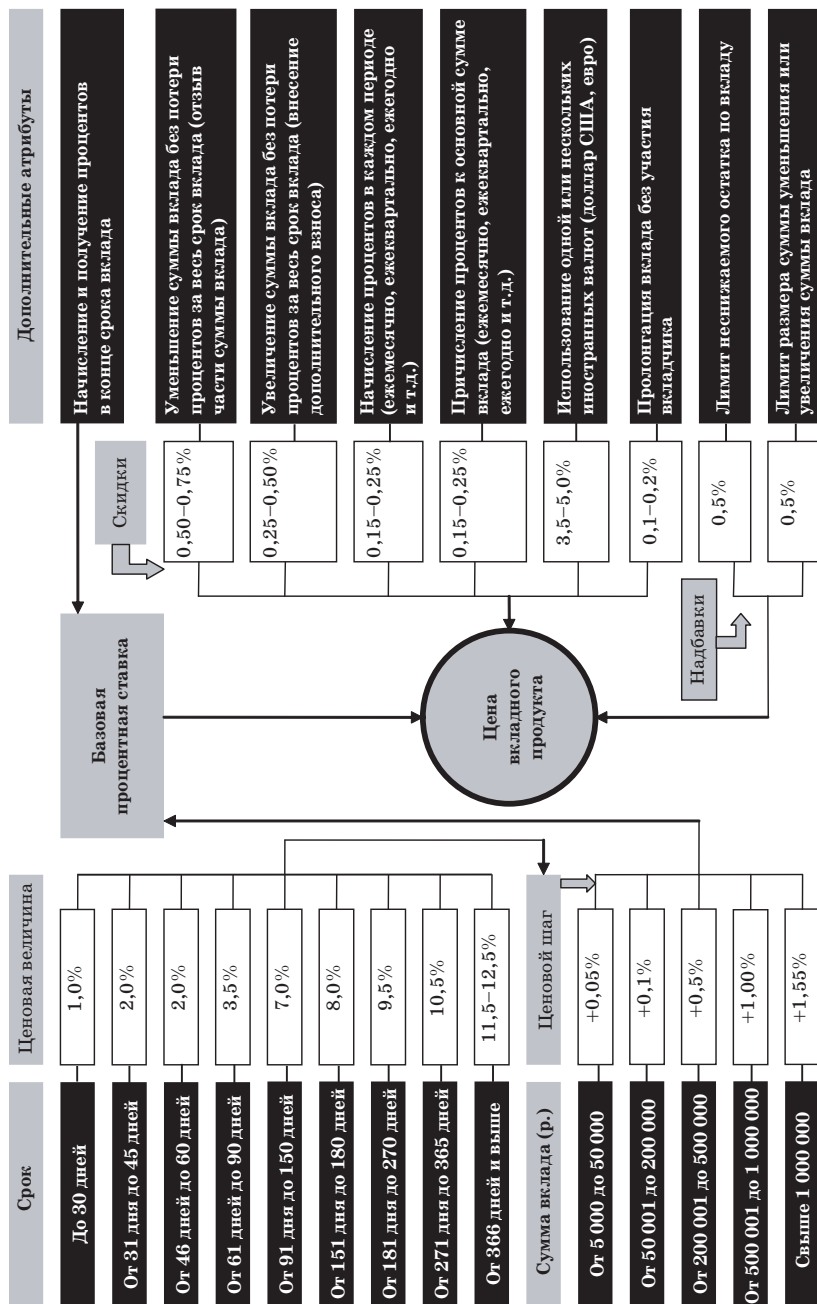 Срок
До 30 дней
От 31 дня до 45 дней
От 46 дней до 60 дней
От 61 дней до 90 дней
От 91 дня до 150 дней
От 151 дня до 180 дней
От 181 дня до 270 дней
От 271 дня до 365 дней
От 366 дней и выше
Сумма вклада (р.)
От 5 000 до 50 000
От 50 001 до 200 000
От 200 001 до 500 000
От 500 001 до 1 000 000
Свыше 1 000 000
Ценовая величина
1,0%
2,0%
2,0%
3,5%
7,0%
8,0%
9,5%
10,5%
11,5–12,5%
Ценовой шаг
+0,05%
+0,1%
+0,5%
+1,00%
+1,55%
Базовая
процентная ставка
Цена
вкладного
продукта
Скидки
0,50–0,75%
0,25–0,50%
0,15–0,25%
0,15–0,25%
3,5–5,0%
0,1–0,2%
Надбавки
0,5%
0,5%
Дополнительные атрибуты
Начисление и получение процентов
в конце срока вклада
Уменьшение суммы вклада без потери
процентов за весь срок вклада (отзыв
части суммы вклада)
Увеличение суммы вклада без потери
процентов за весь срок вклада (внесение
дополнительного взноса)
Начисление процентов в каждом периоде
(ежемесячно, ежеквартально, ежегодно
и т.д.)
Причисление процентов к основной сумме
вклада (ежемесячно, ежеквартально,
ежегодно и т.д.)
Использование одной или нескольких
иностранных валют (доллар США, евро)
Пролонгация вклада без участия
вкладчика
Лимит неснижаемого остатка по вкладу
Лимит размера суммы уменьшения или
увеличения суммы вклада